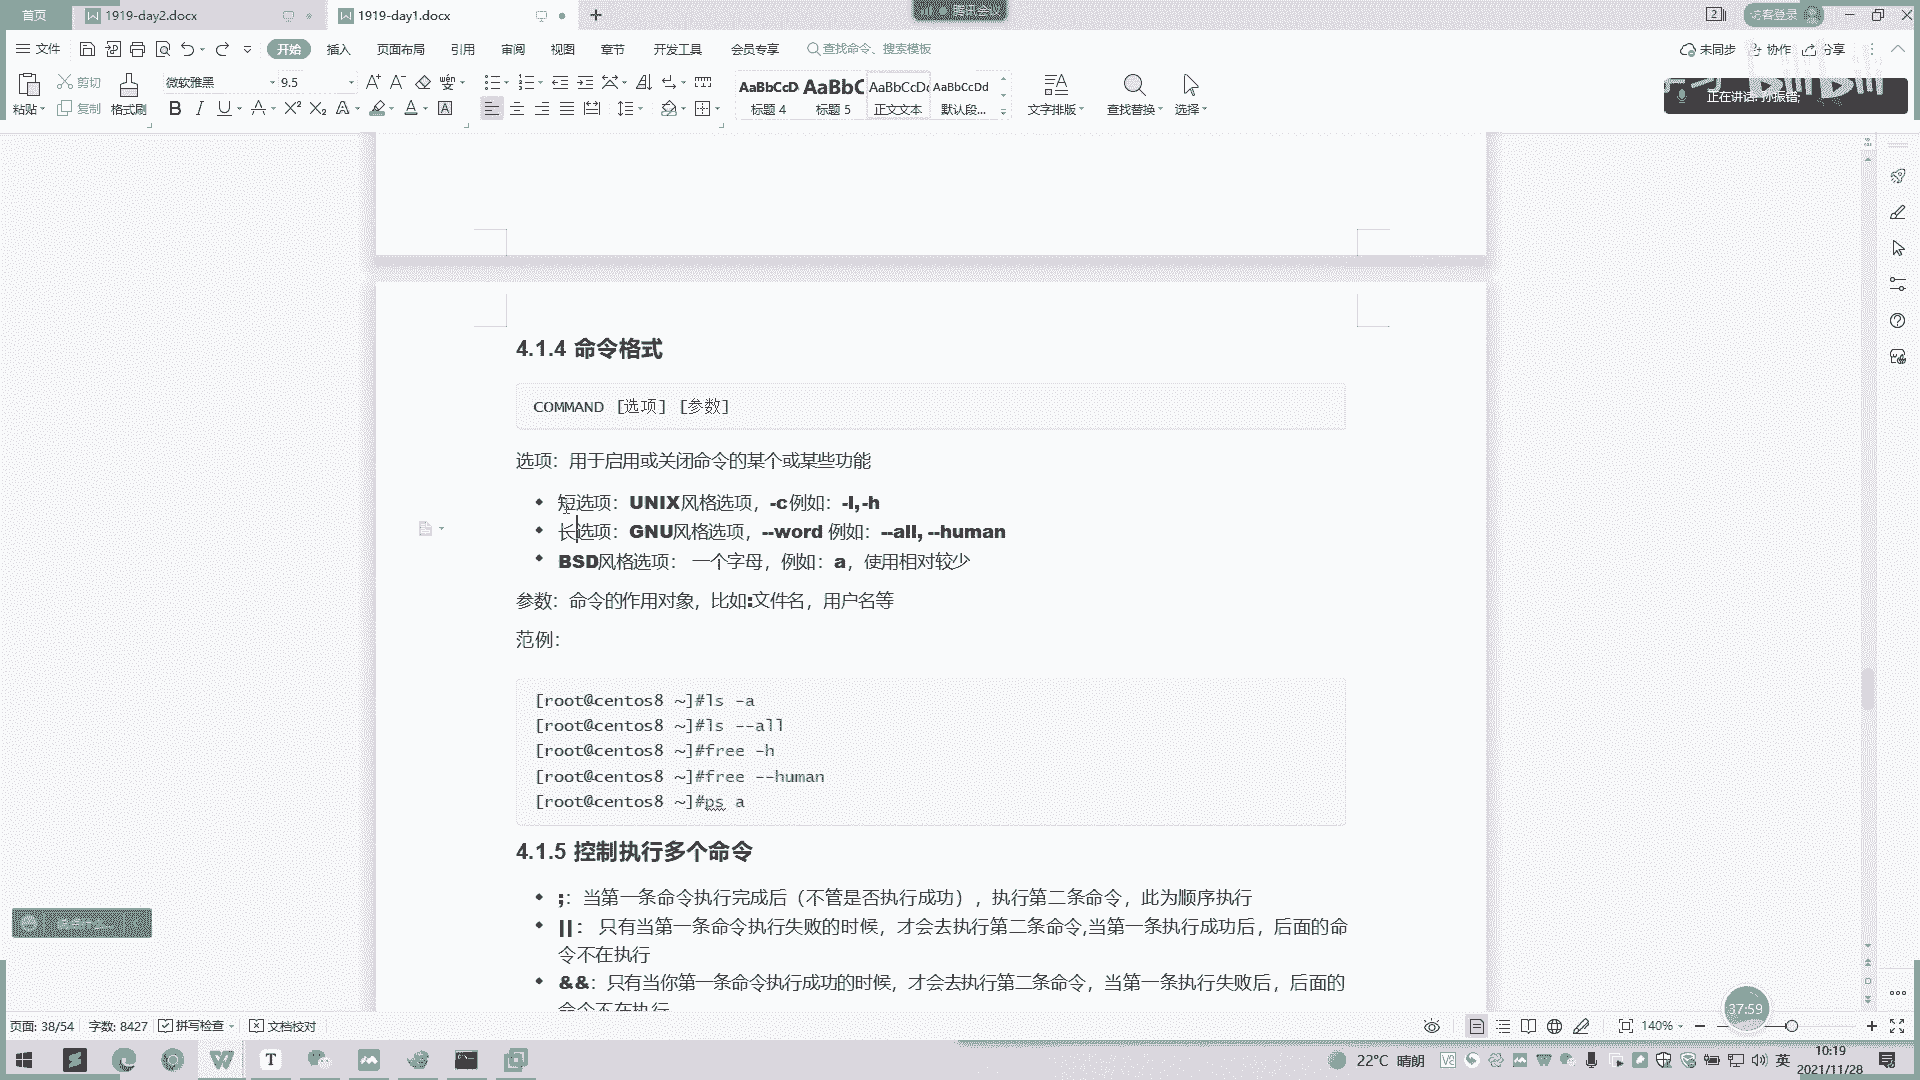 首页 1919-day2.docx 1919-day1.docx 腾讯会议 2 访客登录
文件 开始 插入 页面布局 引用 审阅 视图 章节 开发工具 会员专享 查找命令、搜索模板 未同步 协作 分享
粘贴 剪切 复制 格式刷 微软雅黑 9.5
AaBbCcD AaBbC AaBbCcD AaBbCcDd
标题 4 标题 5 正文文本 默认段... 文字排版 查找替换 选择
正在讲话:
bilibili
4.1.4 命令格式
COMMAND [选项] [参数]
选项：用于启用或关闭命令的某个或某些功能
短选项：UNIX风格选项，-c例如：-l,-h
长选项：GNU风格选项，--word 例如：--all, --human
BSD风格选项： 一个字母，例如：a，使用相对较少
参数：命令的作用对象，比如:文件名，用户名等
范例：
[root@centos8 ~]#ls -a
[root@centos8 ~]#ls --all
[root@centos8 ~]#free -h
[root@centos8 ~]#free --human
[root@centos8 ~]#ps a
4.1.5 控制执行多个命令
;：当第一条命令执行完成后（不管是否执行成功），执行第二条命令，此为顺序执行
||： 只有当第一条命令执行失败的时候，才会去执行第二条命令,当第一条执行成功后，后面的命
令不在执行
&&：只有当你第一条命令执行成功的时候，才会去执行第二条命令，当第一条执行失败后，后面的
命令不在执行
37:59
页面: 38/54 字数: 8427 拼写检查 文档校对 140%
22°C 晴朗 英 10:19
2021/11/28